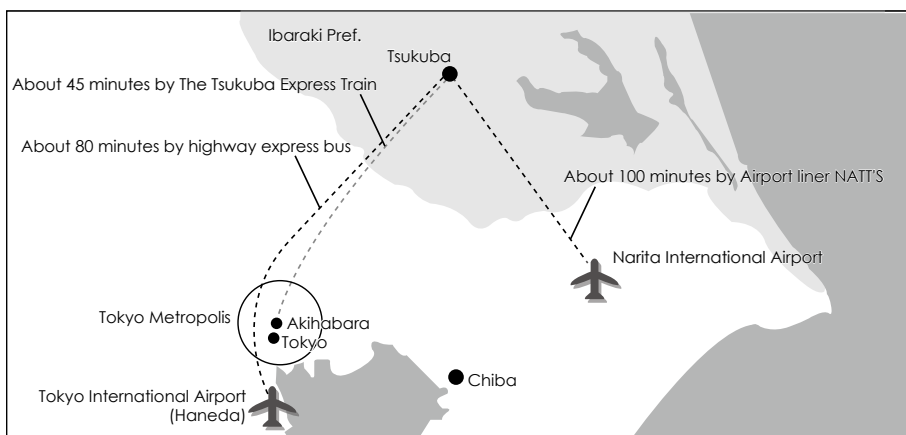 Ibaraki Pref.
Tsukuba
About 45 minutes by The Tsukuba Express Train
About 80 minutes by highway express bus
About 100 minutes by Airport liner NATT'S
Narita International Airport
Tokyo Metropolis
Akihabara
Tokyo
Chiba
Tokyo International Airport
(Haneda)